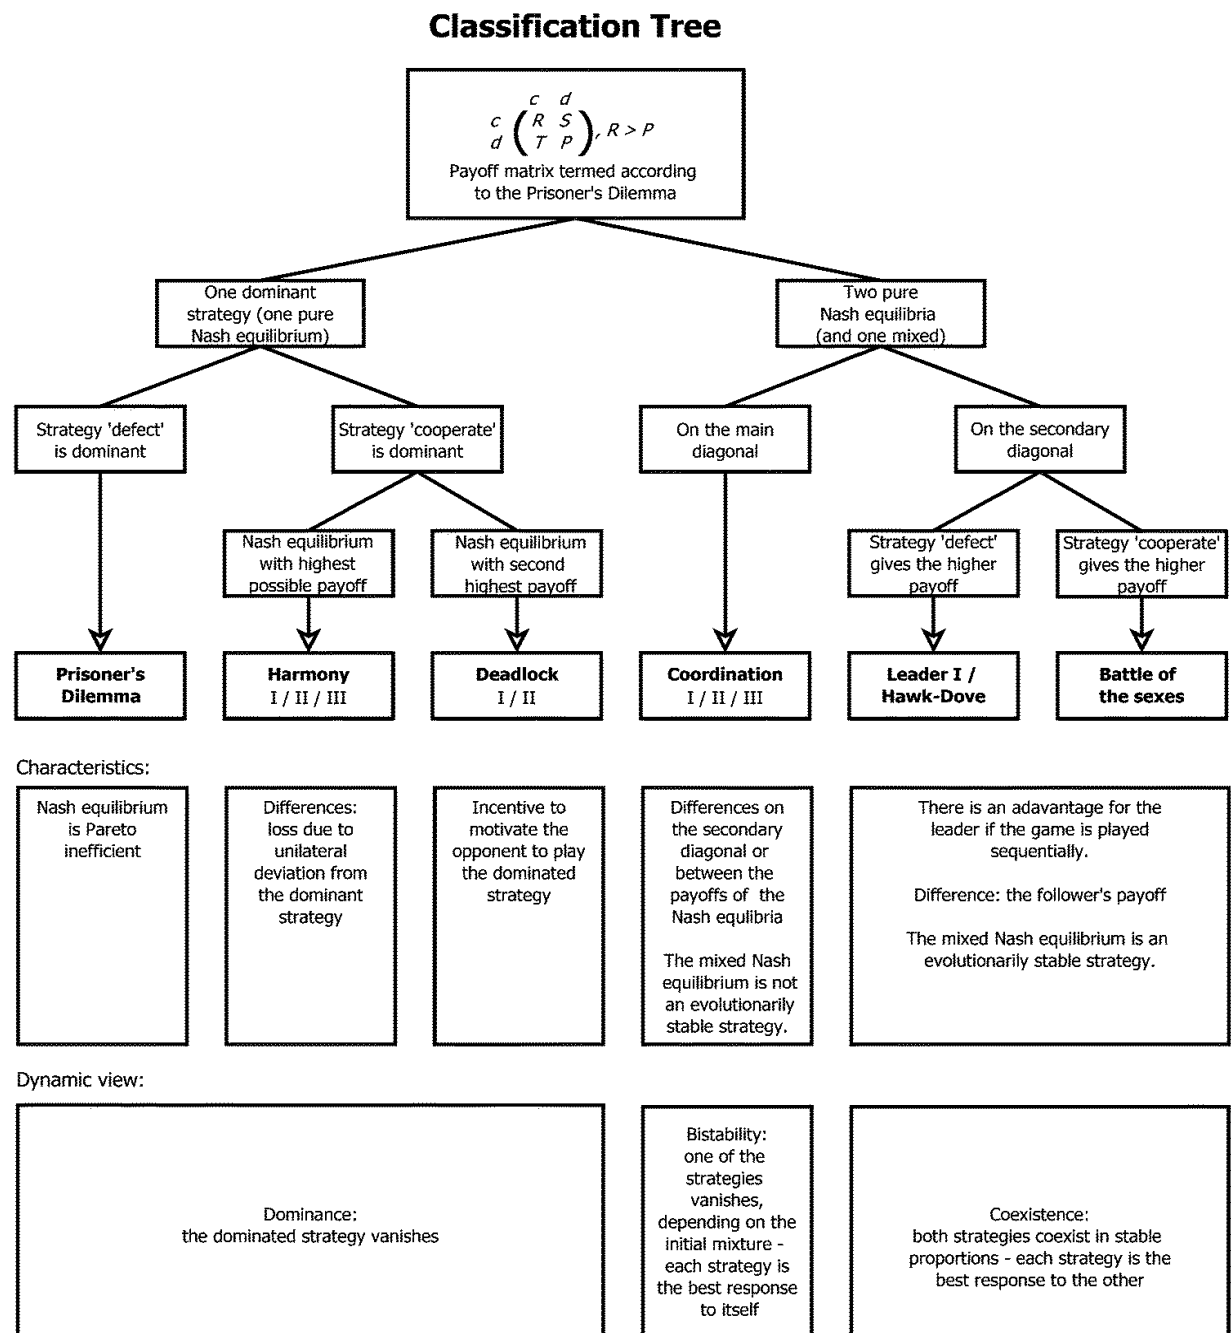 Classification Tree
c d
c ( R S
d T P ), R > P
Payoff matrix termed according
to the Prisoner's Dilemma
One dominant
strategy (one pure
Nash equilibrium)
Two pure
Nash equilibria
(and one mixed)
Strategy 'defect'
is dominant
Strategy 'cooperate'
is dominant
On the main
diagonal
On the secondary
diagonal
Nash equilibrium
with highest
possible payoff
Nash equilibrium
with second
highest payoff
Strategy 'defect'
gives the higher
payoff
Strategy 'cooperate'
gives the higher
payoff
Prisoner's
Dilemma
Harmony
I / II / III
Deadlock
I / II
Coordination
I / II / III
Leader I /
Hawk-Dove
Battle of
the sexes
Characteristics:
Nash equilibrium
is Pareto
inefficient
Differences:
loss due to
unilateral
deviation from
the dominant
strategy
Incentive to
motivate the
opponent to play
the dominated
strategy
Differences on
the secondary
diagonal or
between the
payoffs of the
Nash equlibria
The mixed Nash
equilibrium is not
an evolutionarily
stable strategy.
There is an adavantage for the
leader if the game is played
sequentially.
Difference: the follower's payoff
The mixed Nash equilibrium is an
evolutionarily stable strategy.
Dynamic view:
Dominance:
the dominated strategy vanishes
Bistability:
one of the
strategies
vanishes,
depending on the
initial mixture -
each strategy is
the best response
to itself
Coexistence:
both strategies coexist in stable
proportions - each strategy is the
best response to the other